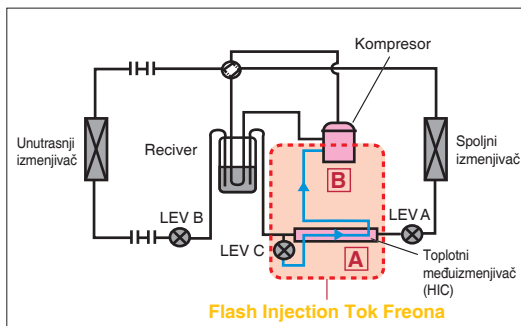 Kompresor
Unutrasnji
izmenjivač
Reciver
Spoljni
izmenjivač
B
LEV B
LEV A
LEV C
A
Toplotni
međuizmenjivač
(HIC)
Flash Injection Tok Freona